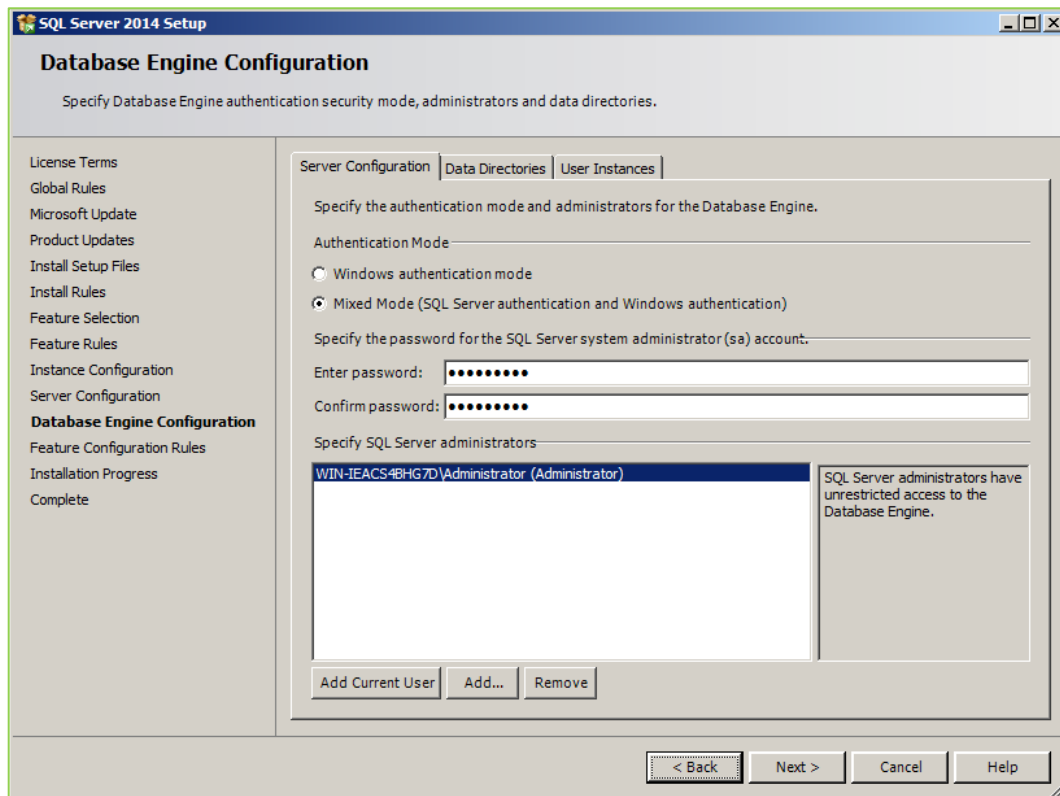 SQL Server 2014 Setup
Database Engine Configuration
Specify Database Engine authentication security mode, administrators and data directories.
License Terms
Global Rules
Microsoft Update
Product Updates
Install Setup Files
Install Rules
Feature Selection
Feature Rules
Instance Configuration
Server Configuration
Database Engine Configuration
Feature Configuration Rules
Installation Progress
Complete
Server Configuration Data Directories User Instances
Specify the authentication mode and administrators for the Database Engine.
Authentication Mode
Windows authentication mode
Mixed Mode (SQL Server authentication and Windows authentication)
Specify the password for the SQL Server system administrator (sa) account.
Enter password: ●●●●●●●●●
Confirm password: ●●●●●●●●●
Specify SQL Server administrators
WIN-IEACS4BHG7D\Administrator (Administrator)
SQL Server administrators have
unrestricted access to the
Database Engine.
Add Current User Add... Remove
< Back Next > Cancel Help